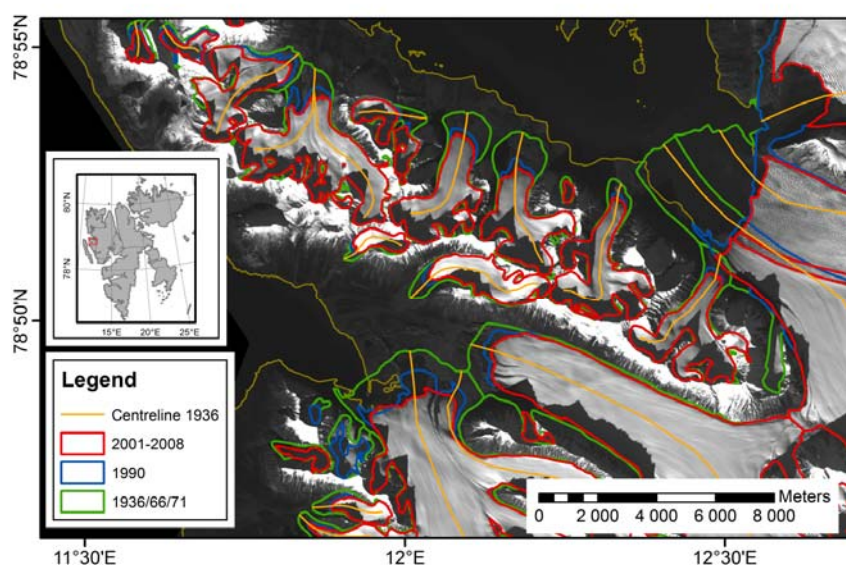 78°55'N
80°N
78°N
15°E 20°E 25°E
78°50'N
Legend
Centreline 1936
2001-2008
1990
1936/66/71
Meters
0 2 000 4 000 6 000 8 000
11°30'E 12°E 12°30'E